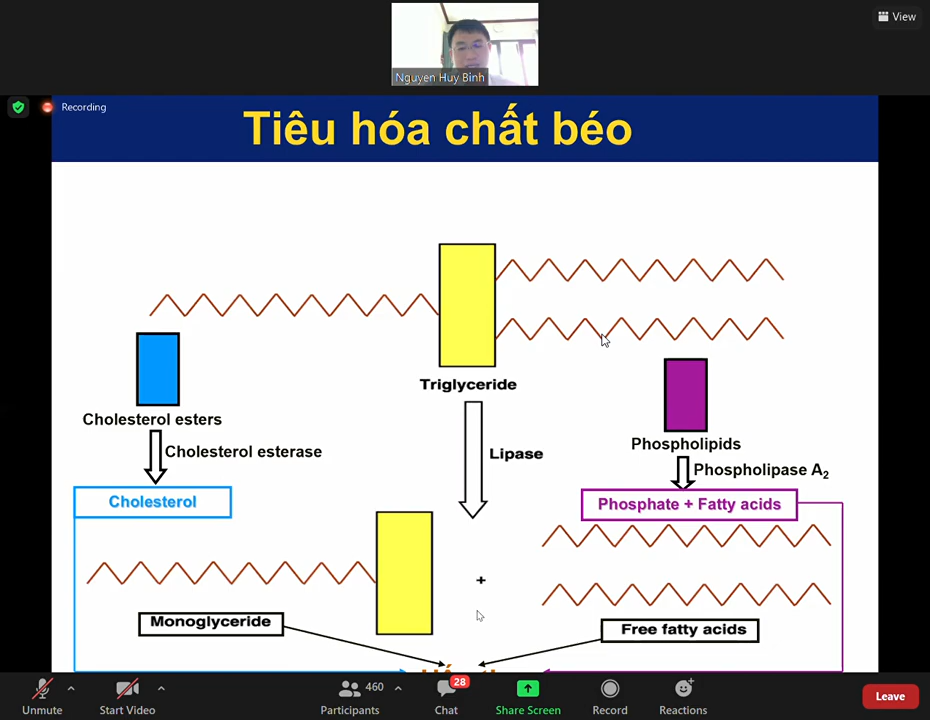 View
Nguyen Huy Binh
Recording
Tiêu hóa chất béo
Triglyceride
Cholesterol esters
Phospholipids
Cholesterol esterase
Lipase
Phospholipase A₂
Cholesterol
Phosphate + Fatty acids
+
Monoglyceride
Free fatty acids
Unmute
Start Video
460
Participants
28
Chat
Share Screen
Record
Reactions
Leave